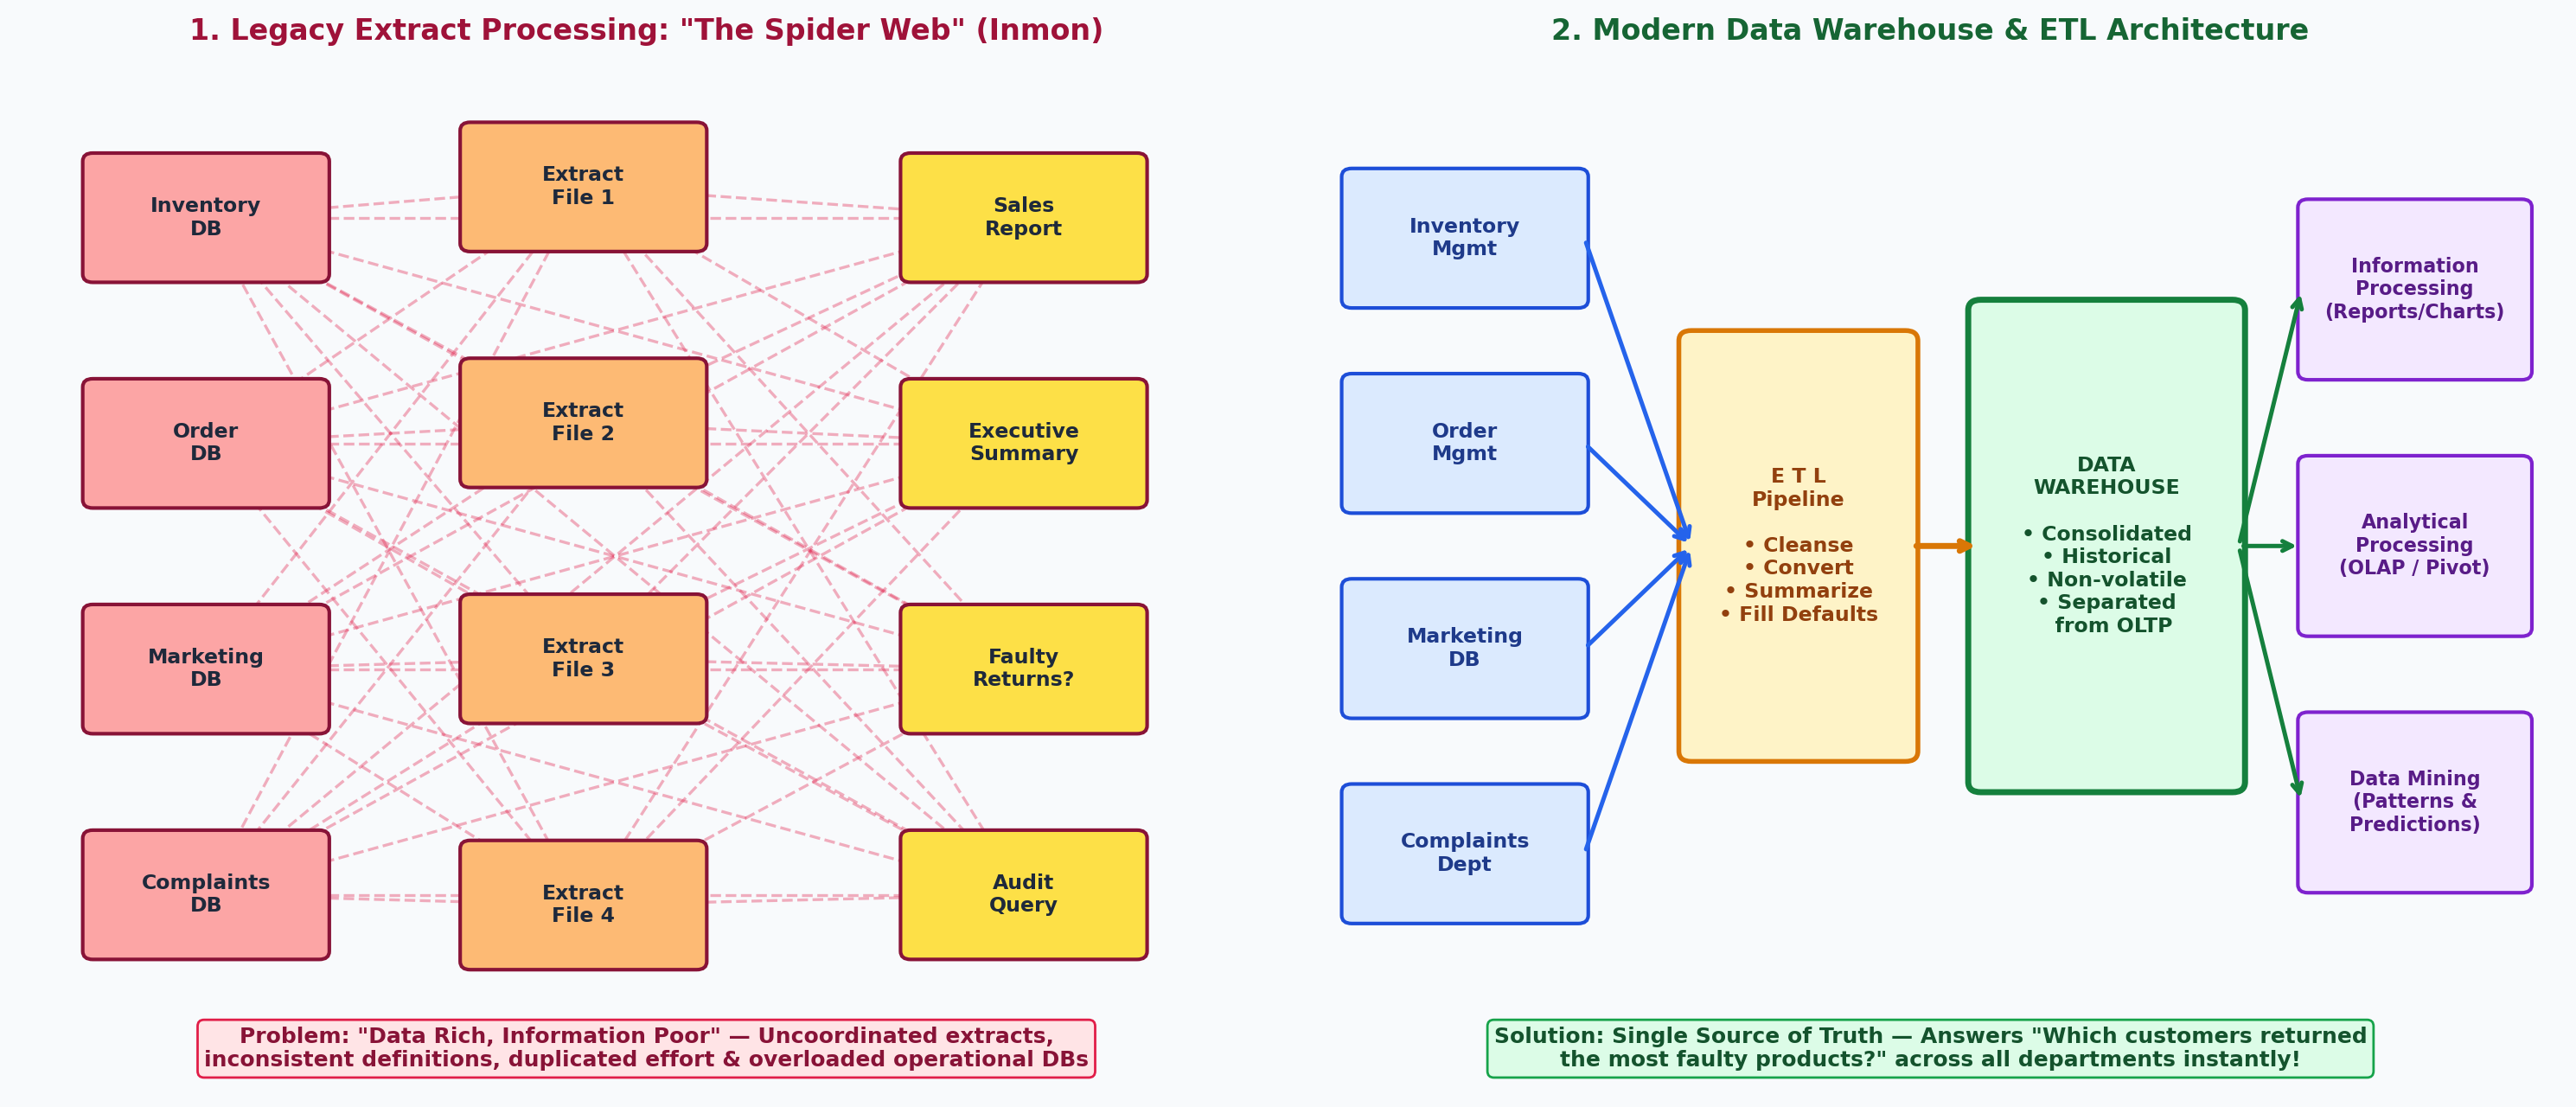 1. Legacy Extract Processing: "The Spider Web" (Inmon)
Inventory
DB
Order
DB
Marketing
DB
Complaints
DB
Extract
File 1
Extract
File 2
Extract
File 3
Extract
File 4
Sales
Report
Executive
Summary
Faulty
Returns?
Audit
Query
Problem: "Data Rich, Information Poor" — Uncoordinated extracts,
inconsistent definitions, duplicated effort & overloaded operational DBs
2. Modern Data Warehouse & ETL Architecture
Inventory
Mgmt
Order
Mgmt
Marketing
DB
Complaints
Dept
E T L
Pipeline
• Cleanse
• Convert
• Summarize
• Fill Defaults
DATA
WAREHOUSE
• Consolidated
• Historical
• Non-volatile
• Separated
from OLTP
Information
Processing
(Reports/Charts)
Analytical
Processing
(OLAP / Pivot)
Data Mining
(Patterns &
Predictions)
Solution: Single Source of Truth — Answers "Which customers returned
the most faulty products?" across all departments instantly!